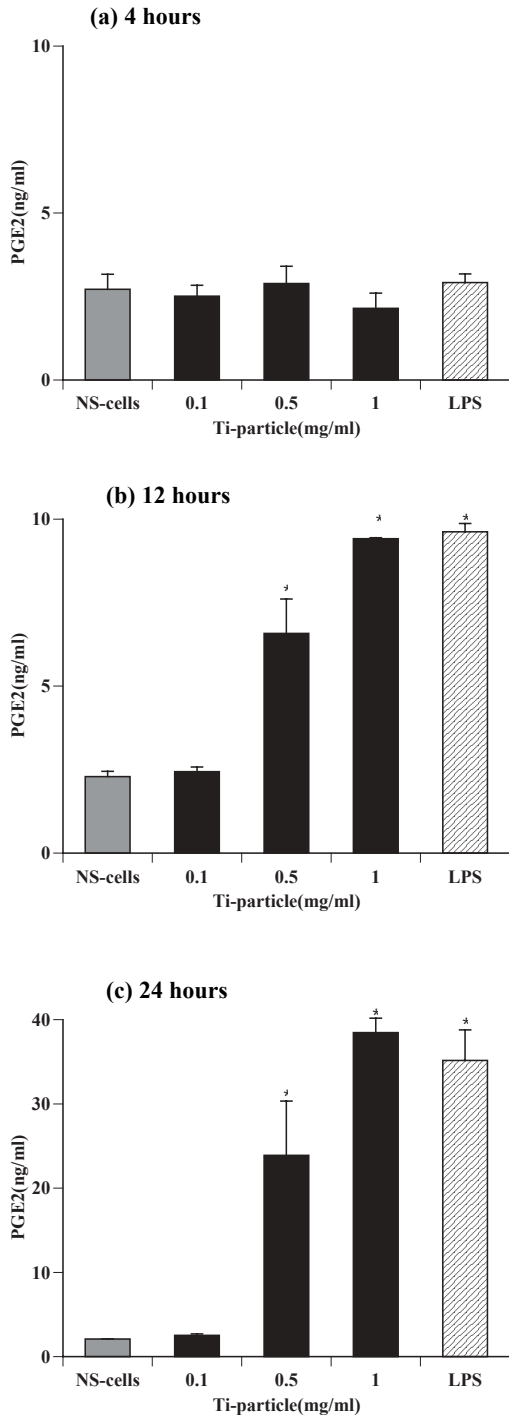 (a) 4 hours
10
5
0
PGE2(ng/ml)
NS-cells 0.1 0.5 1 LPS
Ti-particle(mg/ml)
(b) 12 hours
* * *
10
5
0
PGE2(ng/ml)
NS-cells 0.1 0.5 1 LPS
Ti-particle(mg/ml)
(c) 24 hours
* * *
40
30
20
10
0
PGE2(ng/ml)
NS-cells 0.1 0.5 1 LPS
Ti-particle(mg/ml)